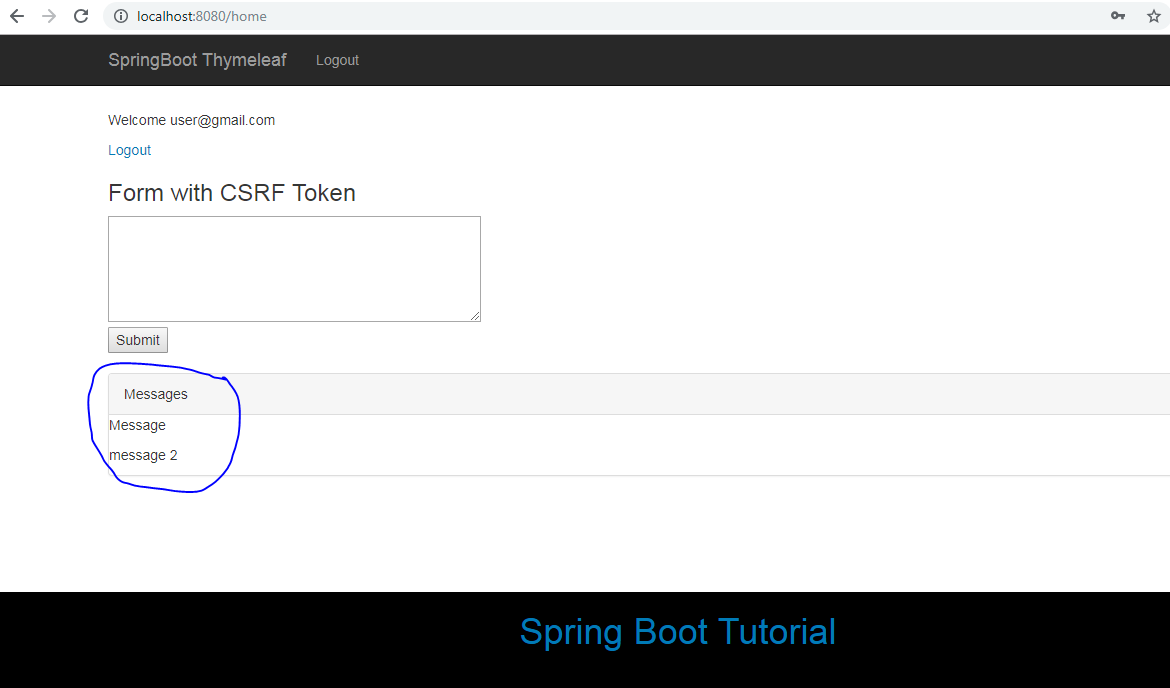 localhost:8080/home
SpringBoot Thymeleaf Logout
Welcome user@gmail.com
Logout
Form with CSRF Token
Submit
Messages
Message
message 2
Spring Boot Tutorial